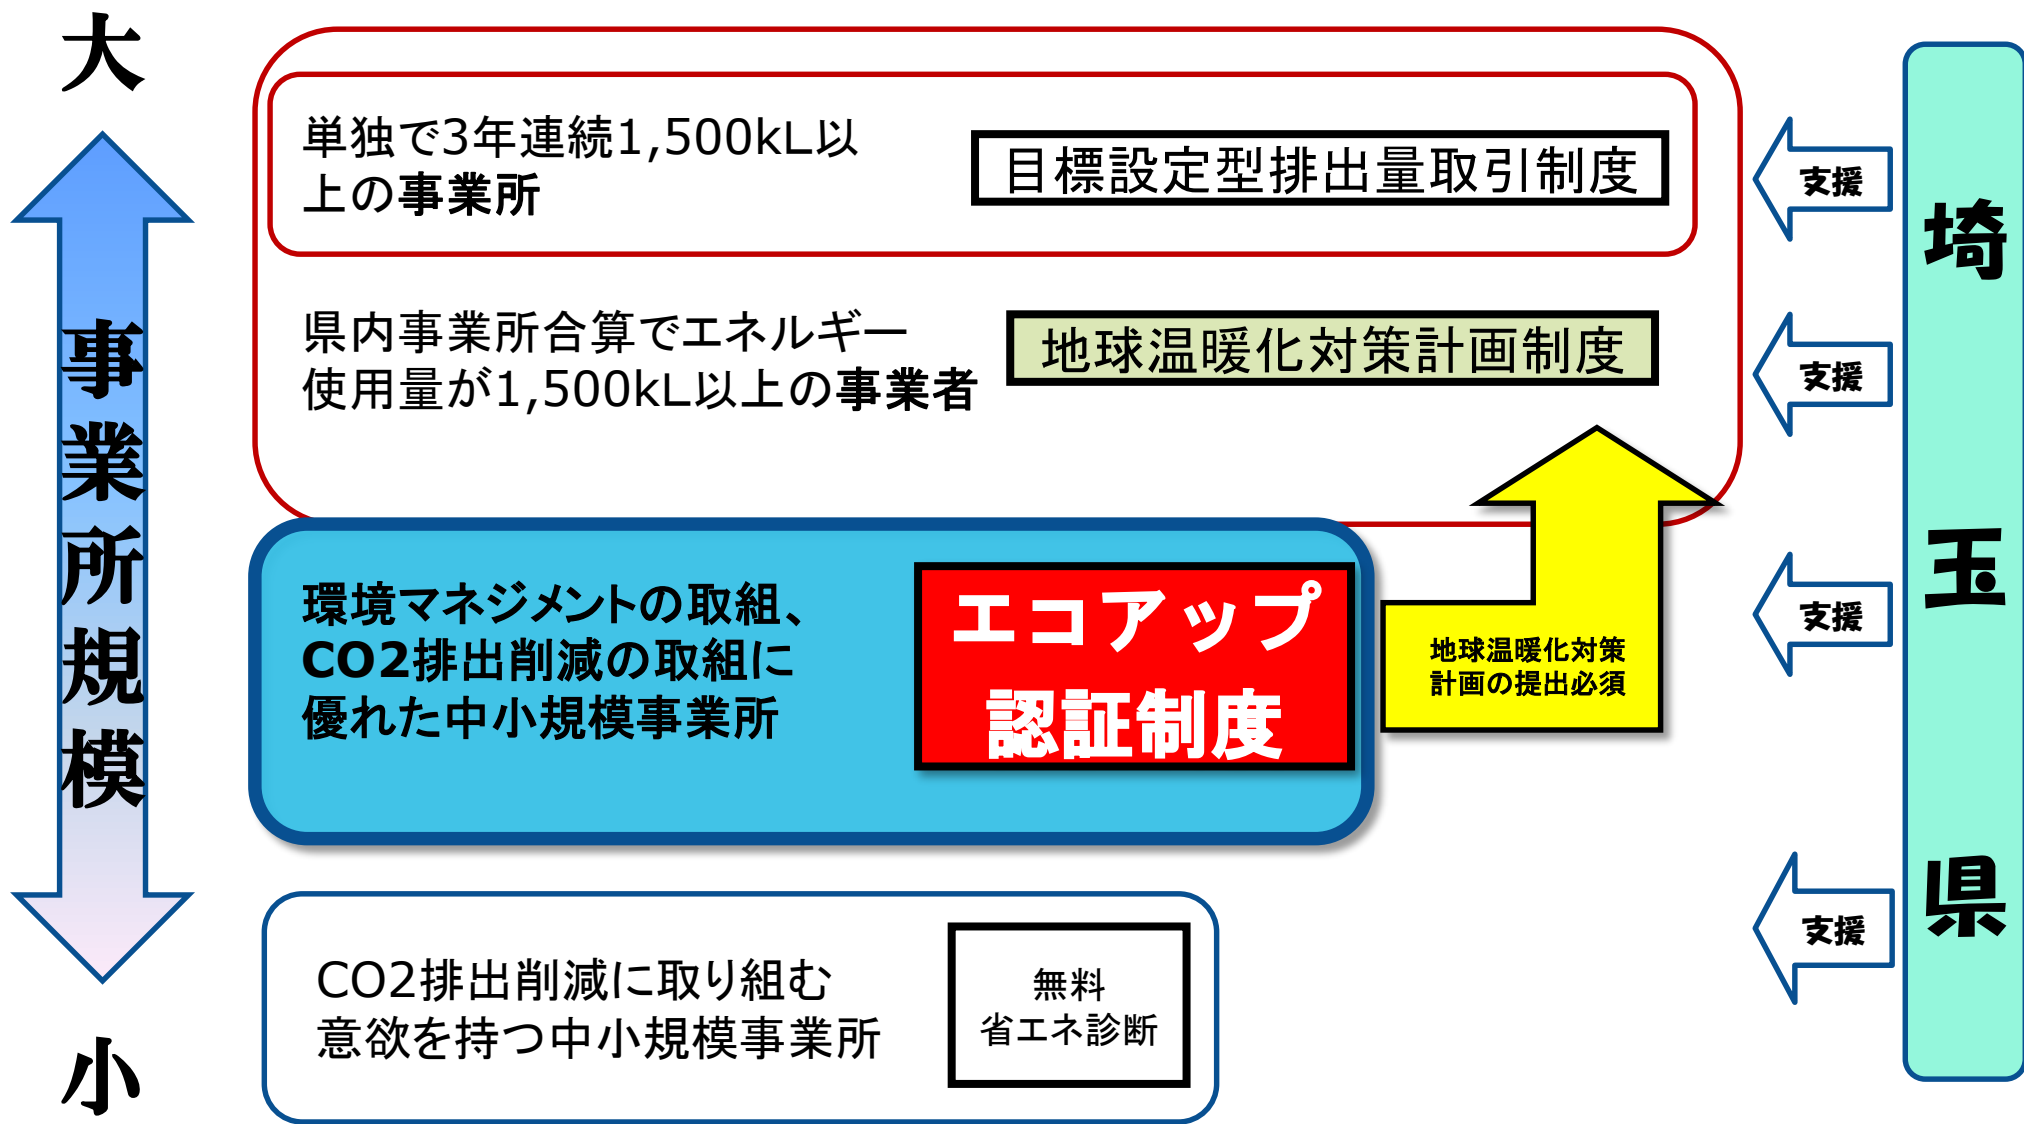 大
事業所規模
小
単独で3年連続1,500kL以
上の事業所
目標設定型排出量取引制度
県内事業所合算でエネルギー
使用量が1,500kL以上の事業者
地球温暖化対策計画制度
環境マネジメントの取組、
CO2排出削減の取組に
優れた中小規模事業所
エコアップ
認証制度
地球温暖化対策
計画の提出必須
CO2排出削減に取り組む
意欲を持つ中小規模事業所
無料
省エネ診断
支援
支援
支援
支援
埼玉県